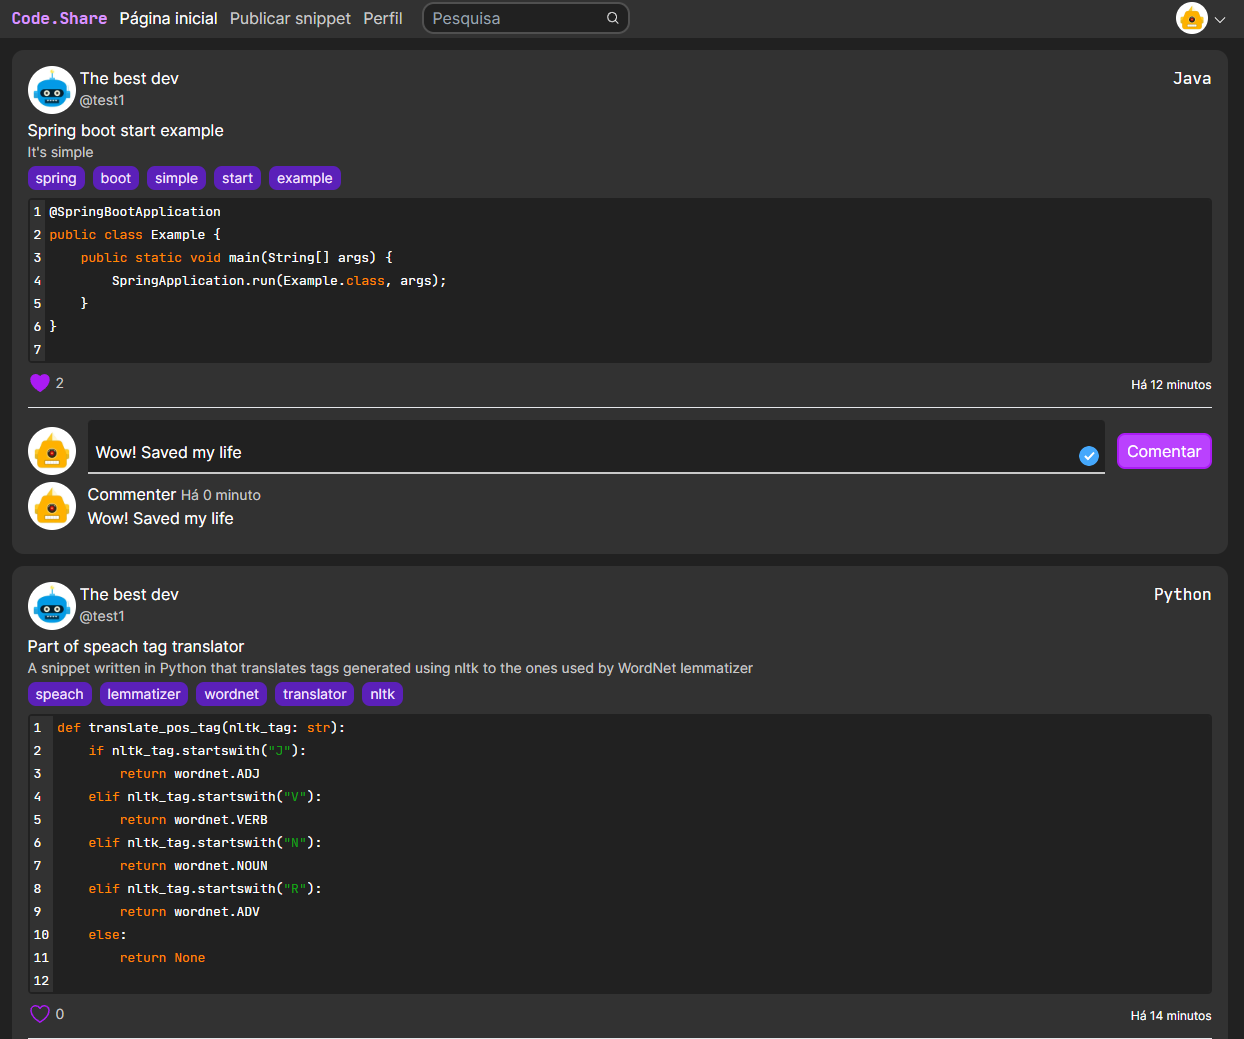 Code.Share Página inicial Publicar snippet Perfil Pesquisa
The best dev Java
@test1
Spring boot start example
It's simple
spring boot simple start example
1 @SpringBootApplication
2 public class Example {
3     public static void main(String[] args) {
4         SpringApplication.run(Example.class, args);
5     }
6 }
7
2 Há 12 minutos
Wow! Saved my life Comentar
Commenter Há 0 minuto
Wow! Saved my life
The best dev Python
@test1
Part of speach tag translator
A snippet written in Python that translates tags generated using nltk to the ones used by WordNet lemmatizer
speach lemmatizer wordnet translator nltk
1 def translate_pos_tag(nltk_tag: str):
2     if nltk_tag.startswith("J"):
3         return wordnet.ADJ
4     elif nltk_tag.startswith("V"):
5         return wordnet.VERB
6     elif nltk_tag.startswith("N"):
7         return wordnet.NOUN
8     elif nltk_tag.startswith("R"):
9         return wordnet.ADV
10     else:
11         return None
12
0 Há 14 minutos